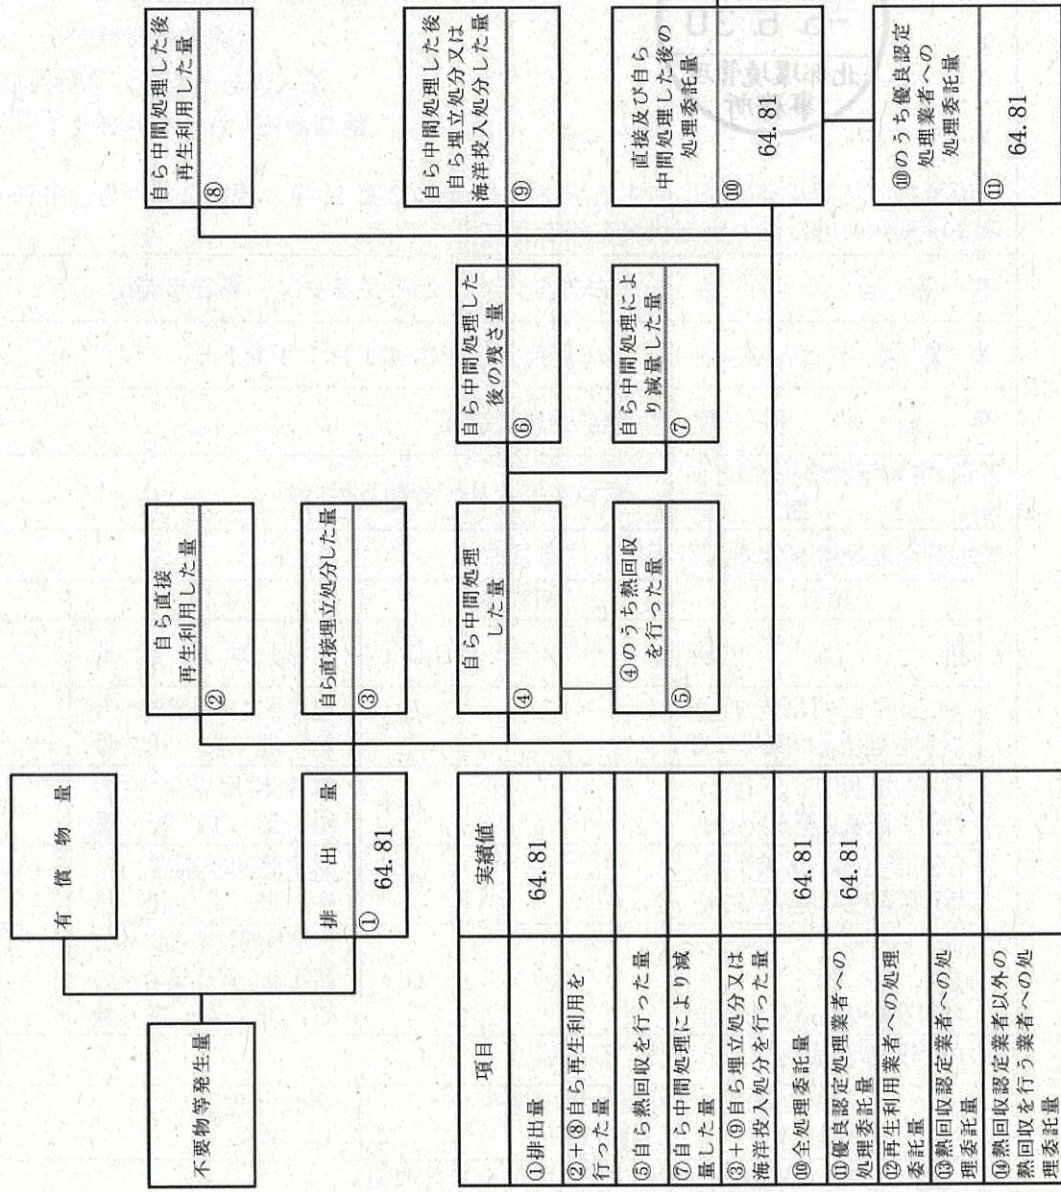 有償物量
不要物等発生量
排出量
① 64.81
自ら直接
再生利用した量
②
自ら直接埋立処分した量
③
自ら中間処理
した量
④
④のうち熱回収
を行った量
⑤
自ら中間処理した
後の残さ量
⑥
自ら中間処理によ
り減量した量
⑦
自ら中間処理した後
再生利用した量
⑧
自ら中間処理した後
自ら埋立処分又は
海洋投入処分した量
⑨
直接及び自ら
中間処理した後の
処理委託量
⑩
64.81
⑩のうち優良認定
処理業者への
処理委託量
⑪
64.81
項目 実績値
①排出量 64.81
②+⑧自ら再生利用を
行った量
⑤自ら熱回収を行った量
⑦自ら中間処理により減
量した量
③+⑨自ら埋立処分又は
海洋投入処分を行った量
⑩全処理委託量 64.81
⑪優良認定処理業者への
処理委託量 64.81
⑫再生利用業者への処理
委託量
⑬熱回収認定業者への処
理委託量
⑭熱回収認定業者以外の
熱回収を行う業者への処
理委託量